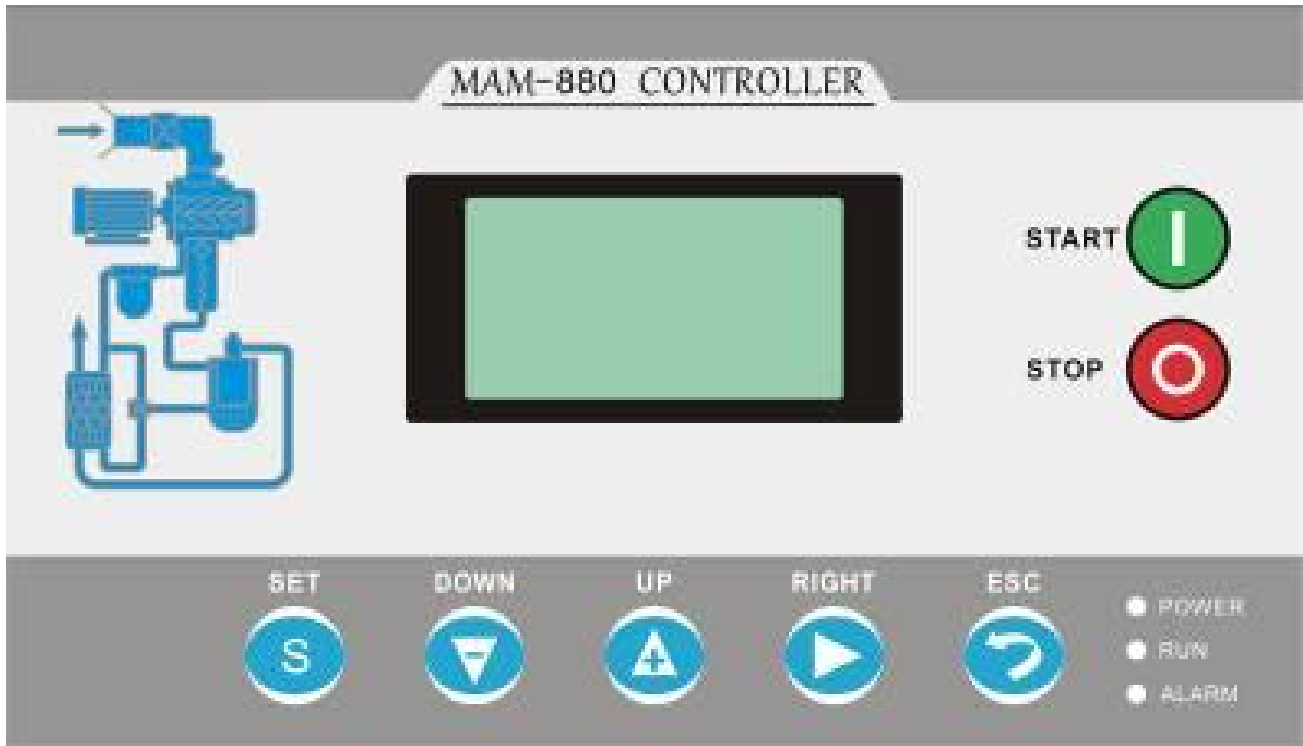 MAM-880 CONTROLLER
START
STOP
SET DOWN UP RIGHT ESC
S - +
POWER
RUN
ALARM